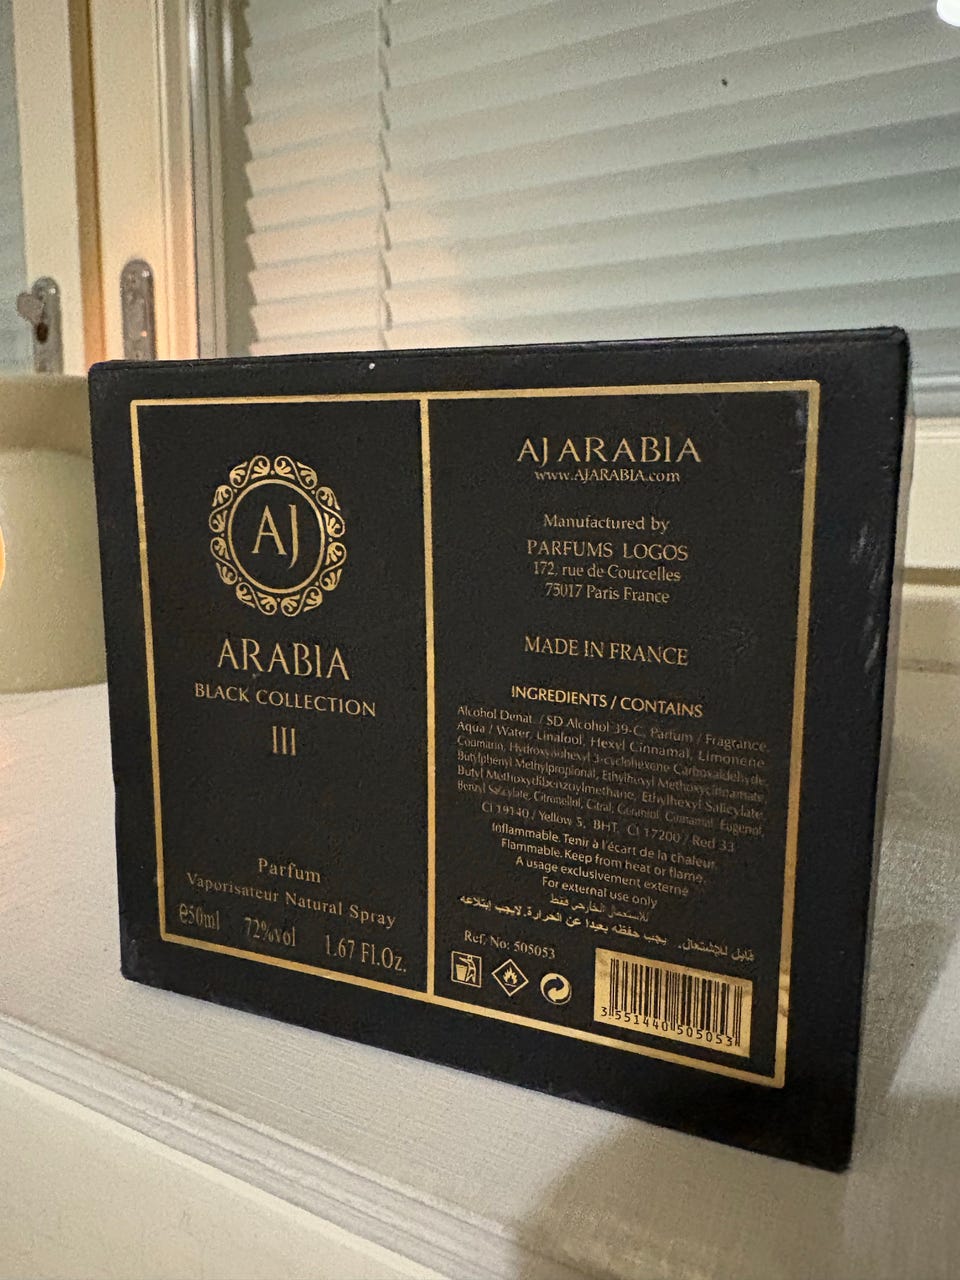 AJ
ARABIA
BLACK COLLECTION
III
Parfum
Vaporisateur Natural Spray
℮50ml 72%vol 1.67 Fl.Oz.
AJ ARABIA
www.AJARABIA.com
Manufactured by
PARFUMS LOGOS
172, rue de Courcelles
75017 Paris France
MADE IN FRANCE
INGREDIENTS / CONTAINS
Alcohol Denat. / SD Alcohol 39-C, Parfum / Fragrance,
Aqua / Water, Linalool, Hexyl Cinnamal, Limonene,
Coumarin, Hydroxyisohexyl 3-cyclohexene Carboxaldehyde,
Butylphenyl Methylpropional, Ethylhexyl Methoxycinnamate,
Butyl Methoxydibenzoylmethane, Ethylhexyl Salicylate,
Benzyl Salicylate, Citronellol, Citral, Geraniol, Cinnamal, Eugenol,
CI 19140 / Yellow 5, BHT, CI 17200 / Red 33
Inflammable. Tenir à l'écart de la chaleur.
Flammable. Keep from heat or flame.
A usage exclusivement externe
For external use only
للاستعمال الخارجي فقط
قابل للاشتعال. يجب حفظه بعيدا عن الحرارة. لايجب ابتلاعه
Ref. No: 505053
3 551440 505053